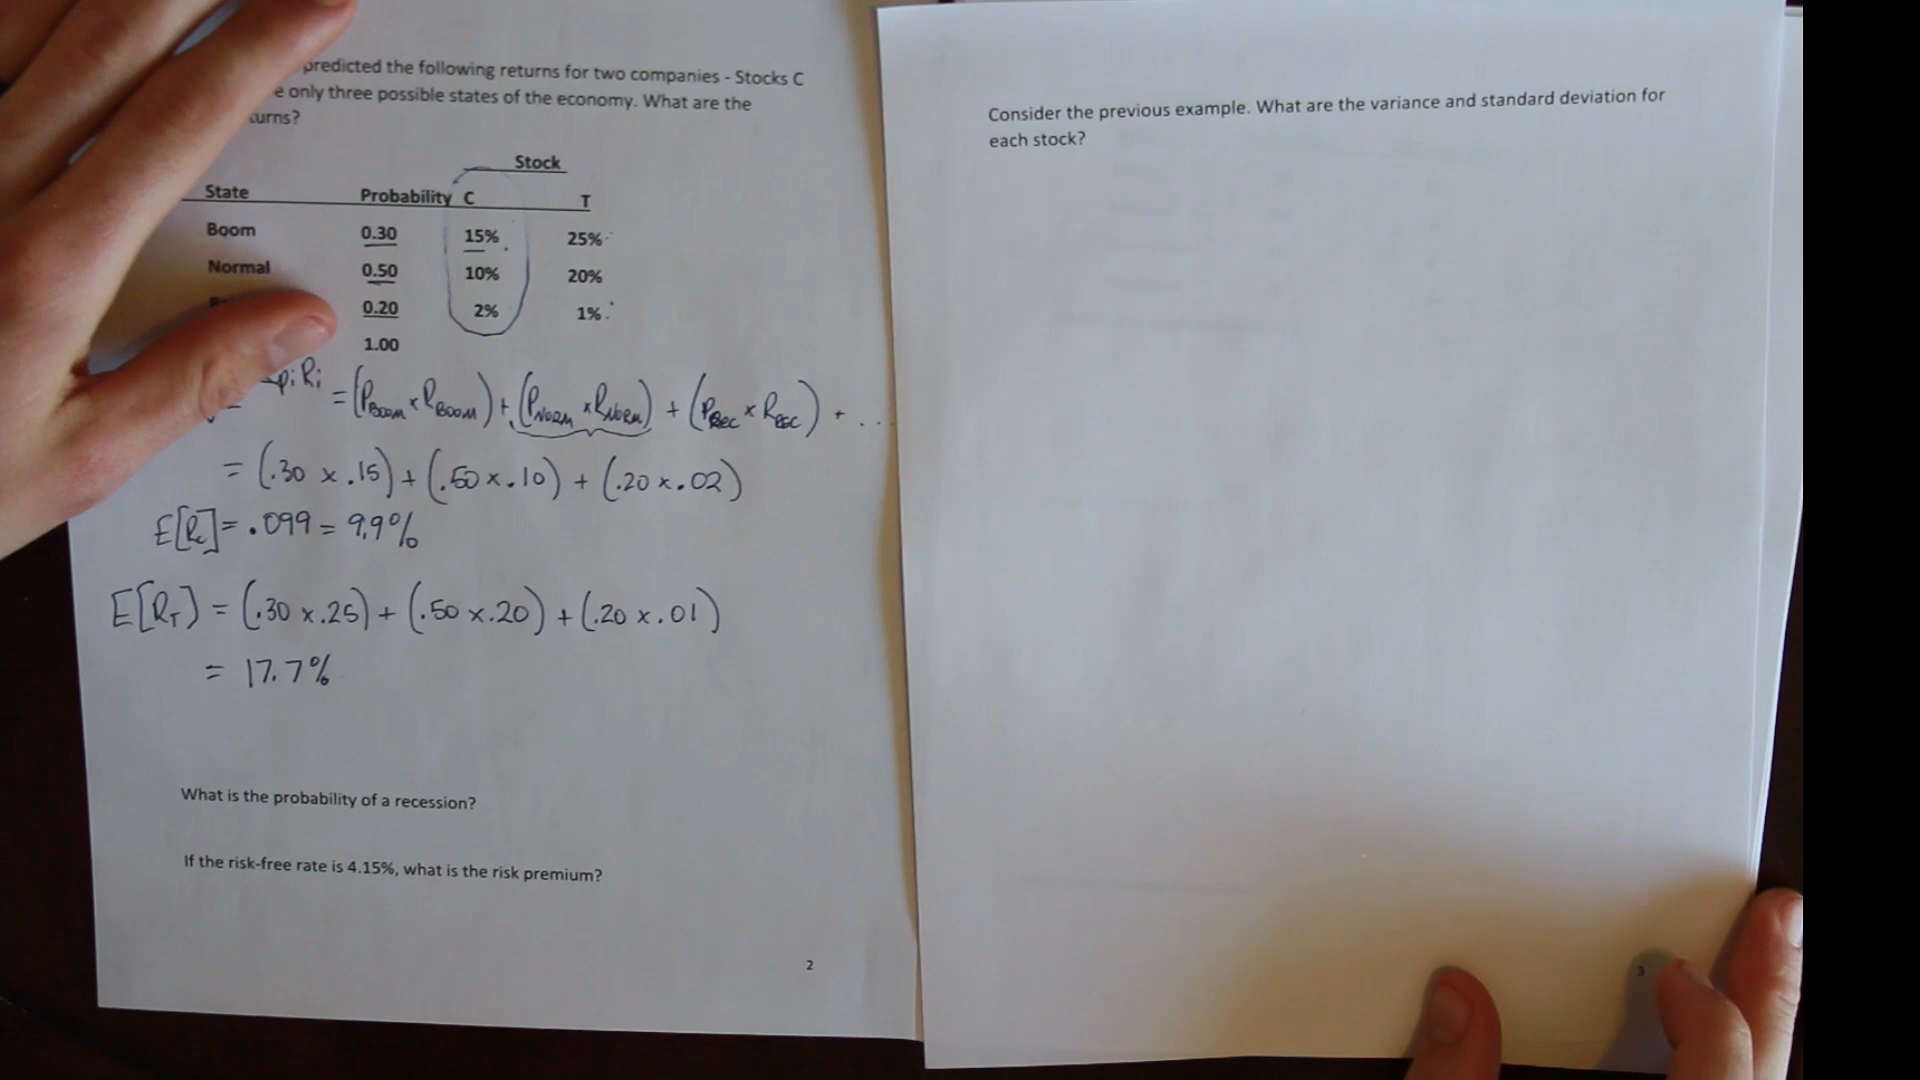 predicted the following returns for two companies - Stocks C
only three possible states of the economy. What are the
Stock
State Probability C T
Boom 0.30 15% 25%
Normal 0.50 10% 20%
0.20 2% 1%
1.00
= (P_BOOM × R_BOOM) + (P_NORM × R_NORM) + (P_REC × R_REC) + ...
= (.30 x .15) + (.50 x .10) + (.20 x .02)
E[Rc] = .099 = 9.9%
E[RT) = (.30 x .25) + (.50 x .20) + (.20 x .01)
= 17.7%
What is the probability of a recession?
If the risk-free rate is 4.15%, what is the risk premium?
2
Consider the previous example. What are the variance and standard deviation for
each stock?
3